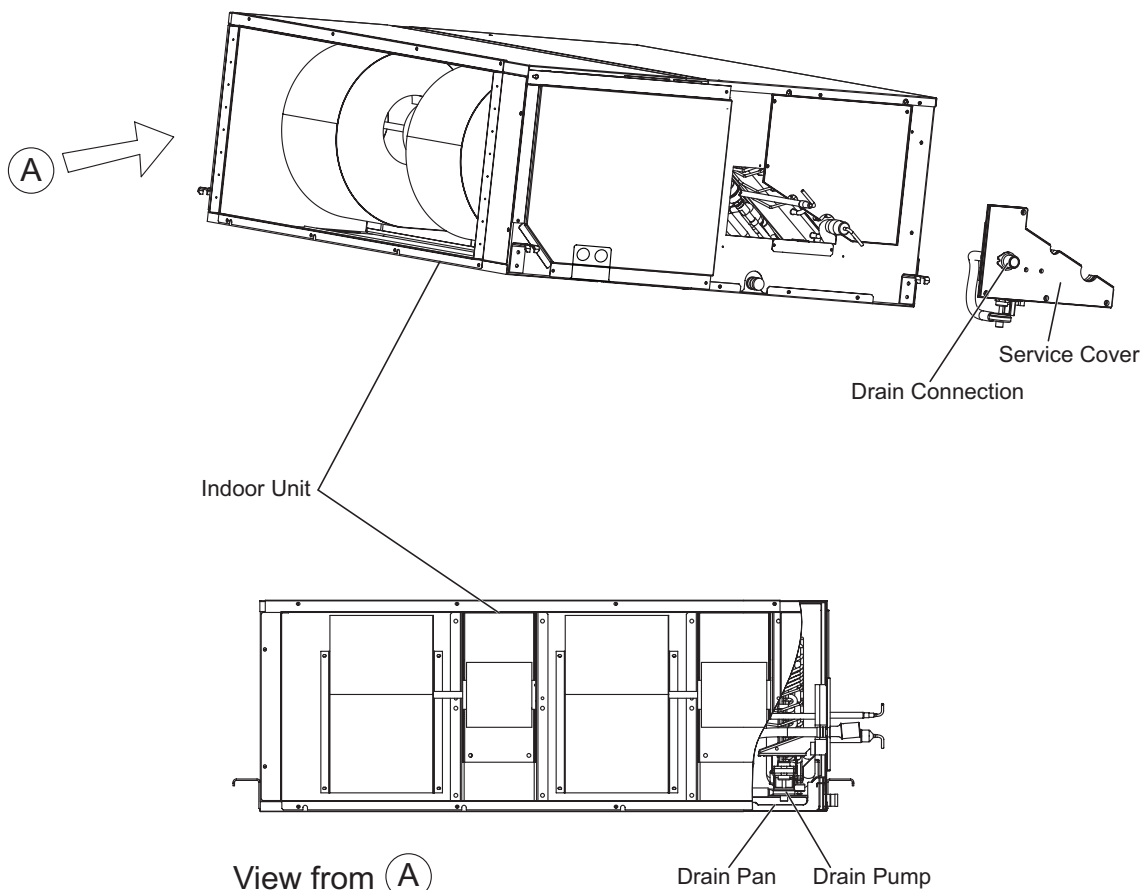 A
Service Cover
Drain Connection
Indoor Unit
View from A
Drain Pan
Drain Pump